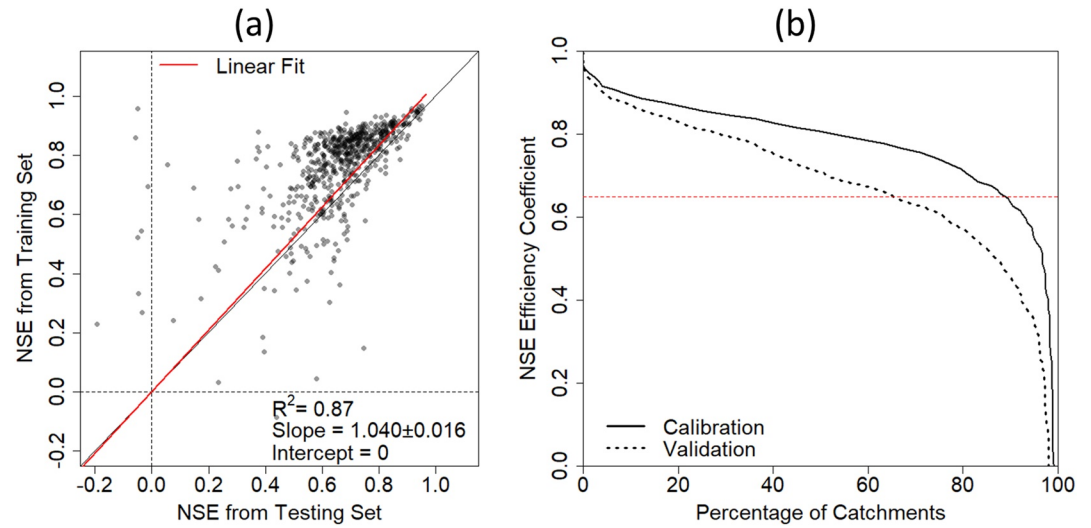 (a)
Linear Fit
NSE from Training Set
1.0
0.8
0.6
0.4
0.2
0.0
-0.2
R2= 0.87
Slope = 1.040±0.016
Intercept = 0
-0.2 0.0 0.2 0.4 0.6 0.8 1.0
NSE from Testing Set
(b)
NSE Efficiency Coefficient
1.0
0.8
0.6
0.4
0.2
0.0
Calibration
Validation
0 20 40 60 80 100
Percentage of Catchments